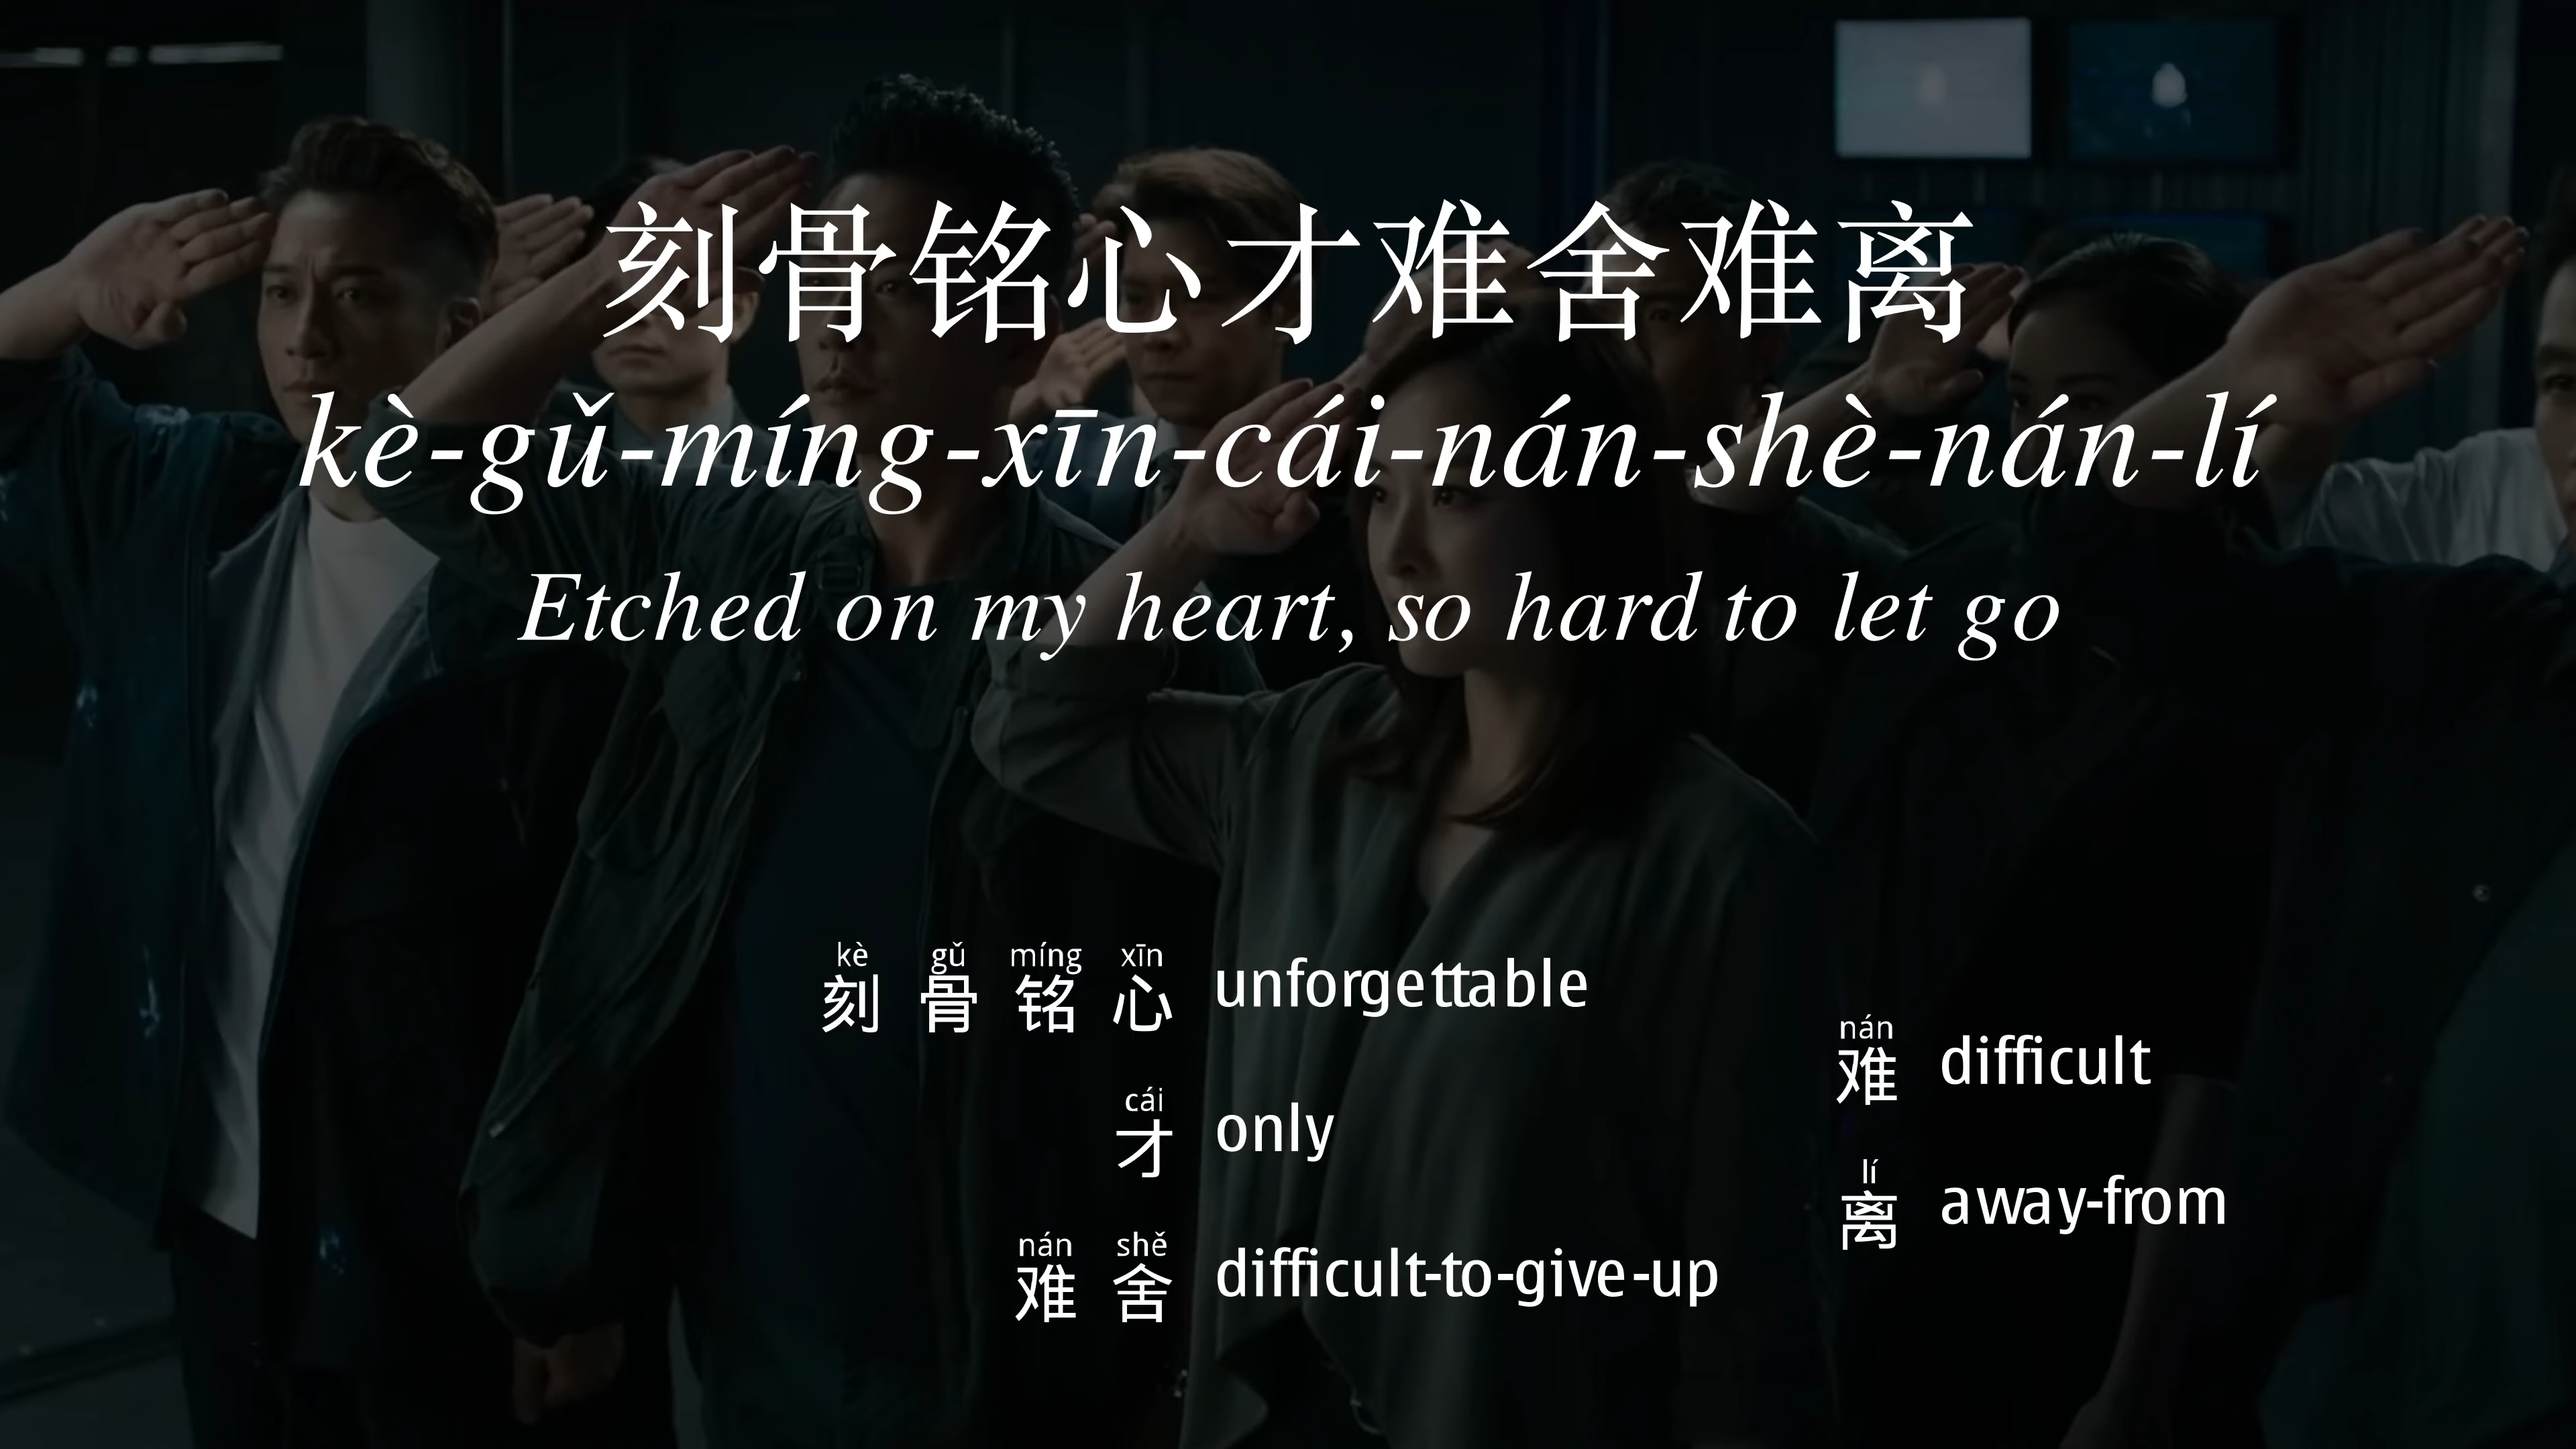 刻骨铭心才难舍难离
kè-gǔ-míng-xīn-cái-nán-shè-nán-lí
Etched on my heart, so hard to let go
kè gǔ míng xīn
刻 骨 铭 心 unforgettable
cái
才 only
nán shě
难 舍 difficult-to-give-up
nán
难 difficult
lí
离 away-from